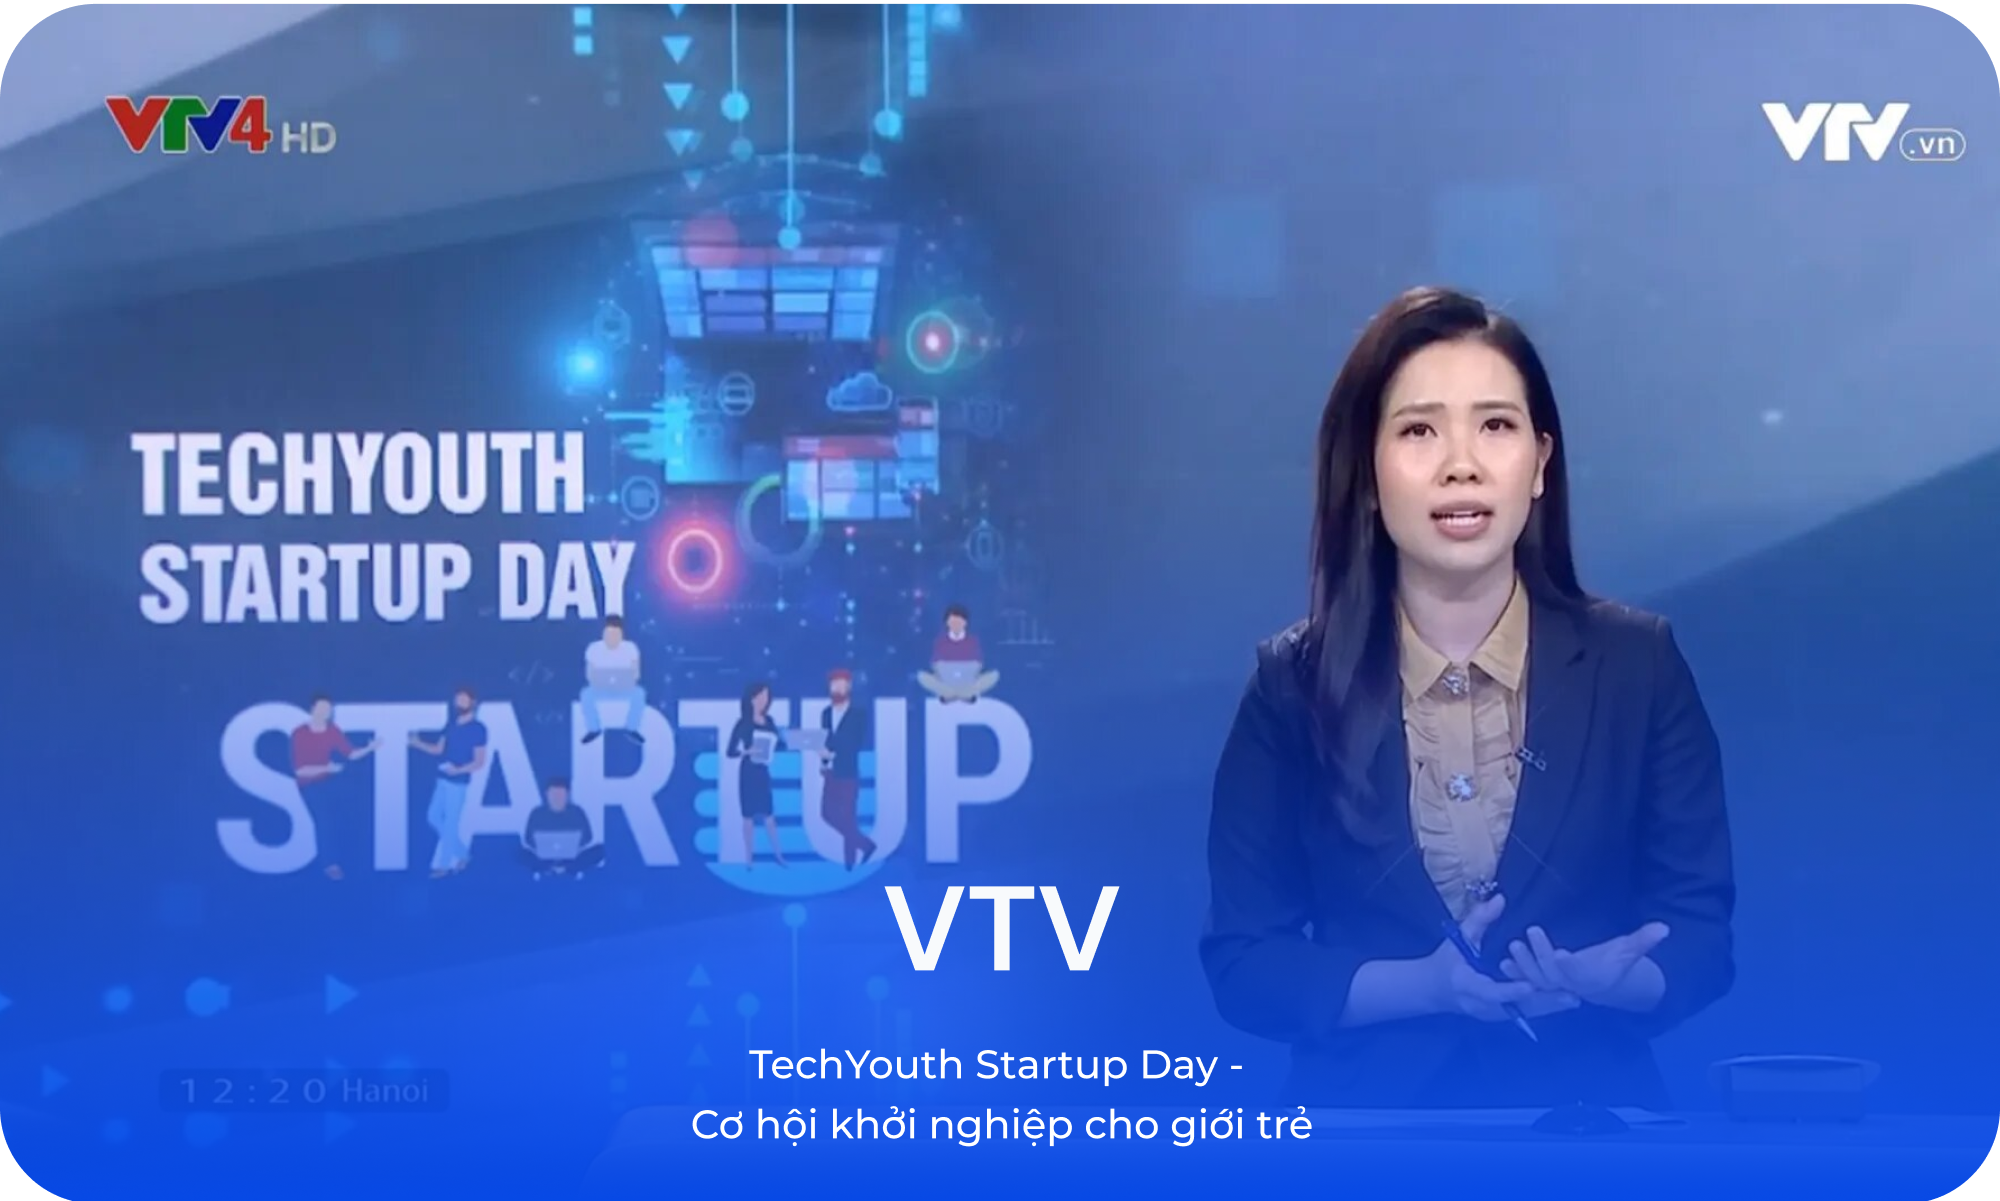 VTV4 HD
VTV.vn
TECHYOUTH
STARTUP DAY
</>
STARTUP
VTV
TechYouth Startup Day -
Cơ hội khởi nghiệp cho giới trẻ
12:20 Hanoi